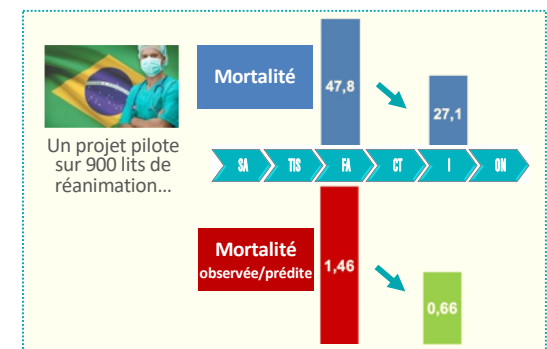 Mortalité
47,8
27,1
Un projet pilote
sur 900 lits de
réanimation...
SA TIS FA CT I ON
Mortalité
observée/prédite
1,46
0,66